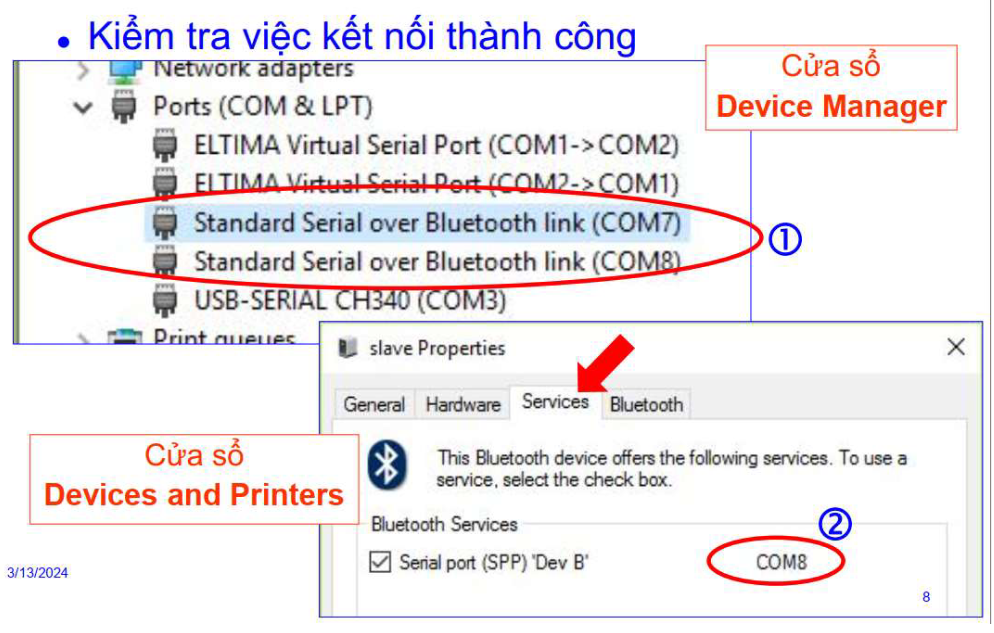 • Kiểm tra việc kết nối thành công
Cửa sổ
Device Manager
Network adapters
Ports (COM & LPT)
ELTIMA Virtual Serial Port (COM1->COM2)
ELTIMA Virtual Serial Port (COM2->COM1)
Standard Serial over Bluetooth link (COM7)
Standard Serial over Bluetooth link (COM8)
①
USB-SERIAL CH340 (COM3)
Print queues
slave Properties
General Hardware Services Bluetooth
Cửa sổ
Devices and Printers
This Bluetooth device offers the following services. To use a
service, select the check box.
Bluetooth Services
②
Serial port (SPP) 'Dev B' COM8
3/13/2024
8